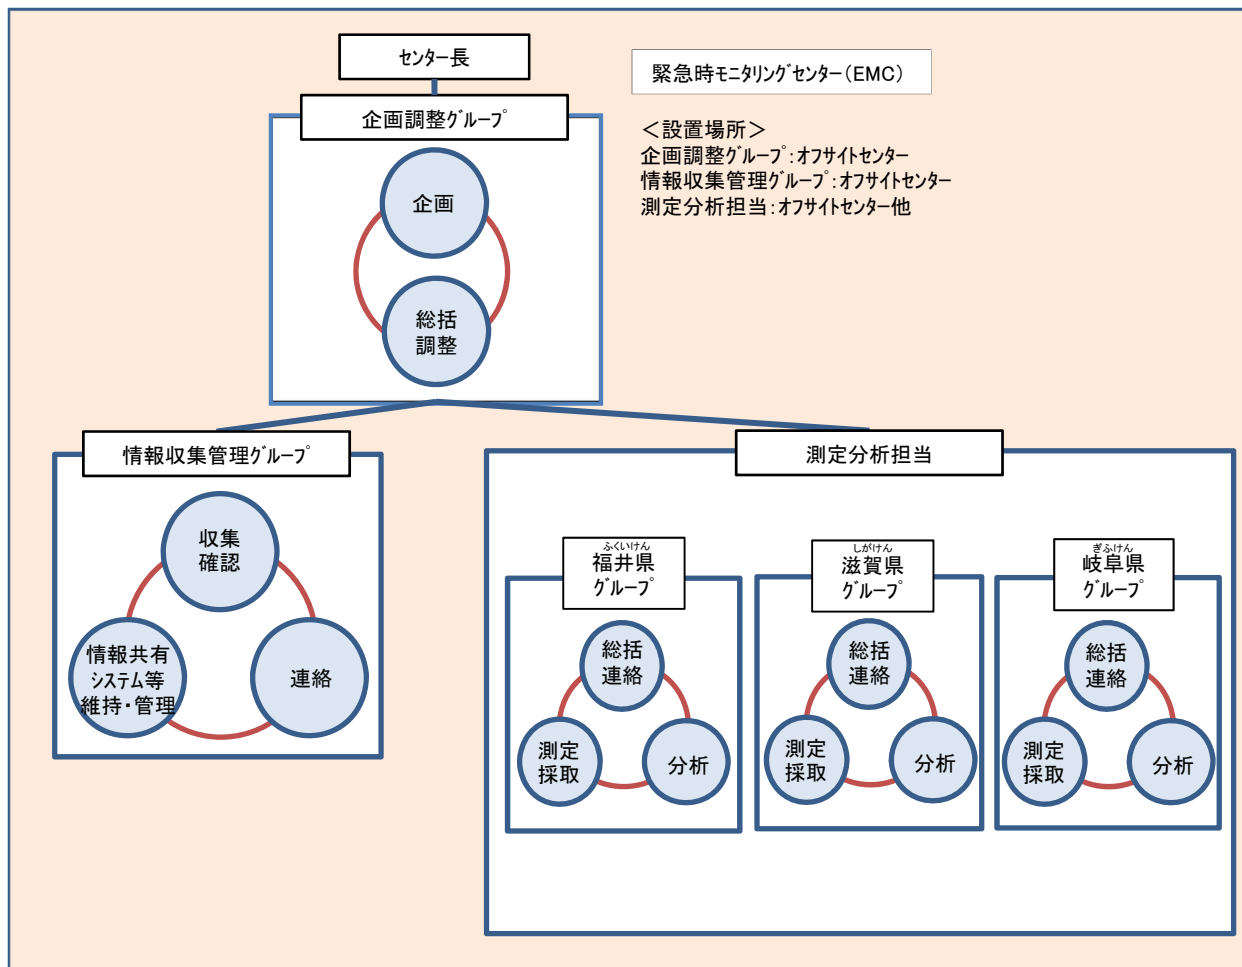 センター長
緊急時モニタリングセンター(EMC)
企画調整グループ
<設置場所>
企画調整グループ:オフサイトセンター
情報収集管理グループ:オフサイトセンター
測定分析担当:オフサイトセンター他
企画
総括
調整
情報収集管理グループ
収集
確認
情報共有
システム等
維持・管理
連絡
測定分析担当
ふくいけん
福井県
グループ
総括
連絡
測定
採取
分析
しがけん
滋賀県
グループ
総括
連絡
測定
採取
分析
ぎふけん
岐阜県
グループ
総括
連絡
測定
採取
分析